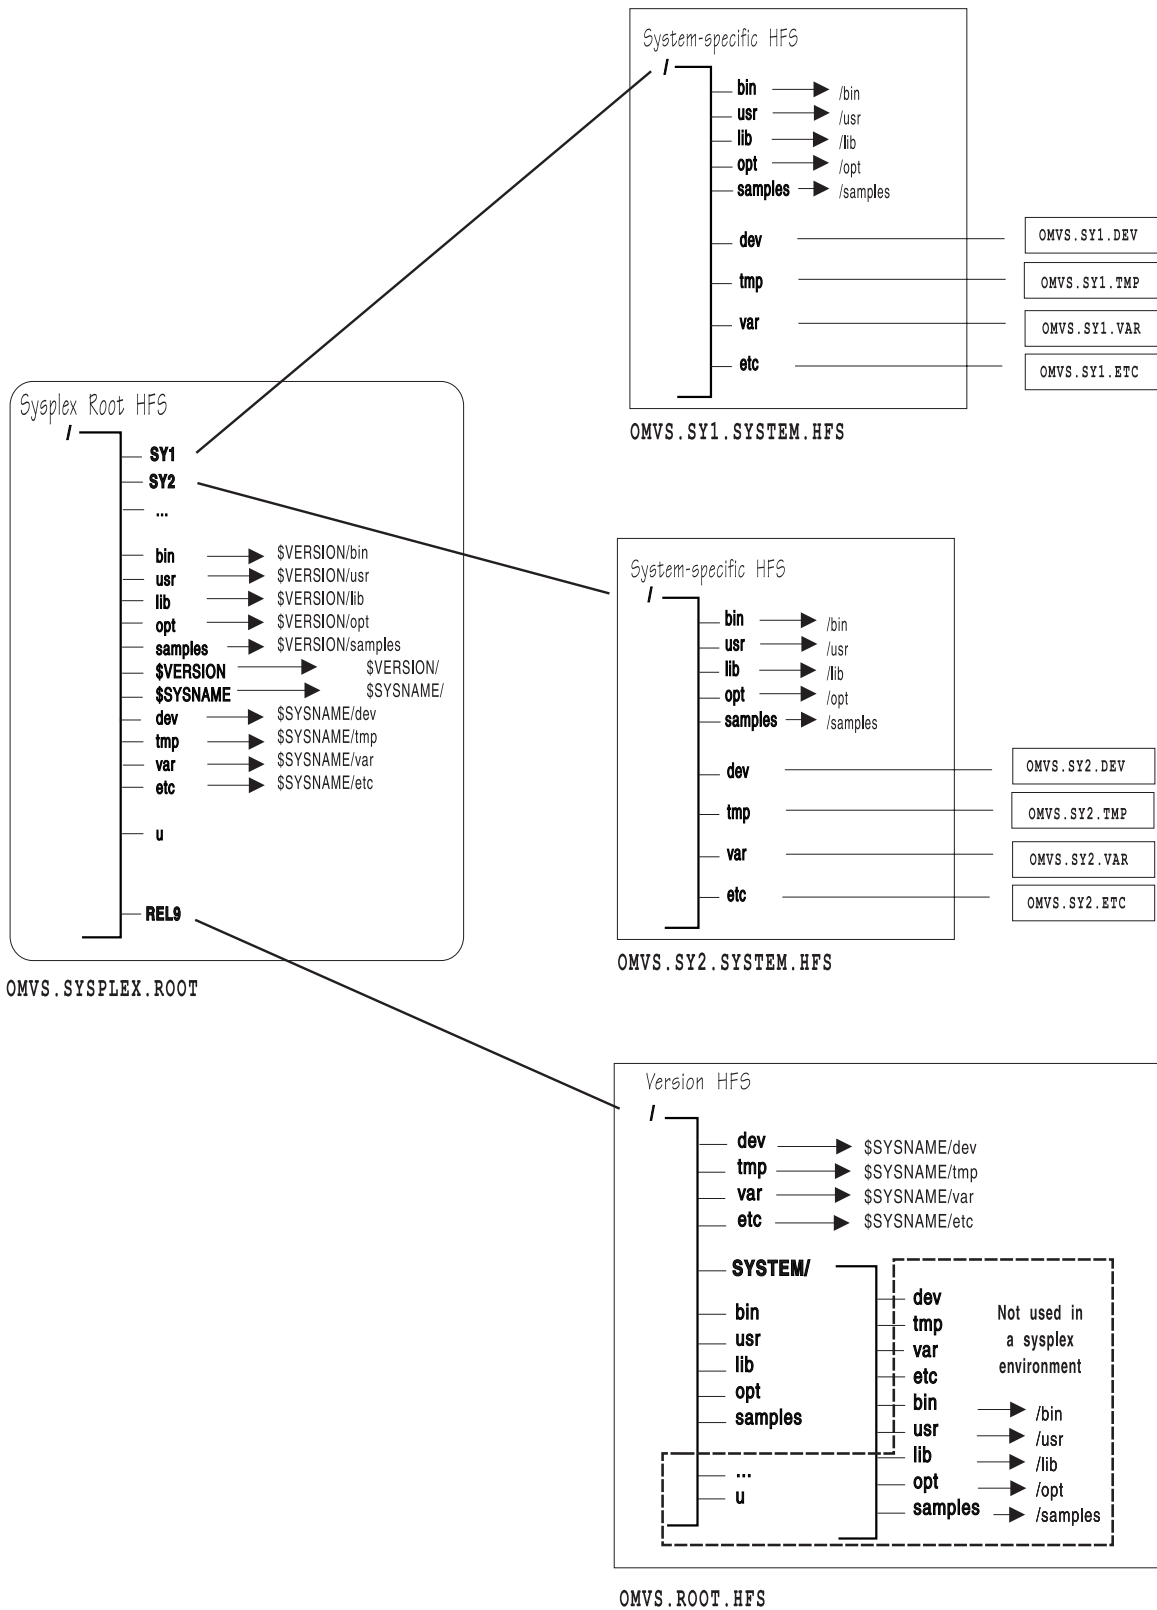 System-specific HFS
/
bin /bin
usr /usr
lib /lib
opt /opt
samples /samples
dev OMVS.SY1.DEV
tmp OMVS.SY1.TMP
var OMVS.SY1.VAR
etc OMVS.SY1.ETC
OMVS.SY1.SYSTEM.HFS
Sysplex Root HFS
/
SY1
SY2
...
bin $VERSION/bin
usr $VERSION/usr
lib $VERSION/lib
opt $VERSION/opt
samples $VERSION/samples
$VERSION $VERSION/
$SYSNAME $SYSNAME/
dev $SYSNAME/dev
tmp $SYSNAME/tmp
var $SYSNAME/var
etc $SYSNAME/etc
u
REL9
OMVS.SYSPLEX.ROOT
System-specific HFS
/
bin /bin
usr /usr
lib /lib
opt /opt
samples /samples
dev OMVS.SY2.DEV
tmp OMVS.SY2.TMP
var OMVS.SY2.VAR
etc OMVS.SY2.ETC
OMVS.SY2.SYSTEM.HFS
Version HFS
/
dev $SYSNAME/dev
tmp $SYSNAME/tmp
var $SYSNAME/var
etc $SYSNAME/etc
SYSTEM/
bin
usr
lib
opt
samples
...
u
dev
tmp
var
etc
bin /bin
usr /usr
lib /lib
opt /opt
samples /samples
Not used in
a sysplex
environment
OMVS.ROOT.HFS